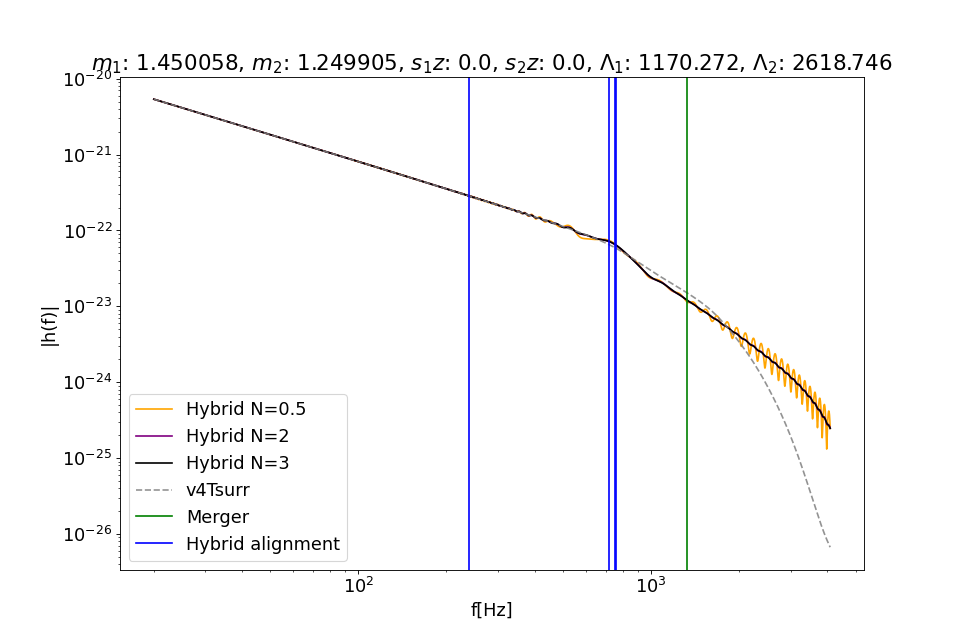 m₁: 1.450058, m₂: 1.249905, s₁z: 0.0, s₂z: 0.0, Λ₁: 1170.272, Λ₂: 2618.746
10⁻²⁰
10⁻²¹
10⁻²²
10⁻²³
10⁻²⁴
10⁻²⁵
10⁻²⁶
|h(f)|
Hybrid N=0.5
Hybrid N=2
Hybrid N=3
v4Tsurr
Merger
Hybrid alignment
10²
10³
f[Hz]